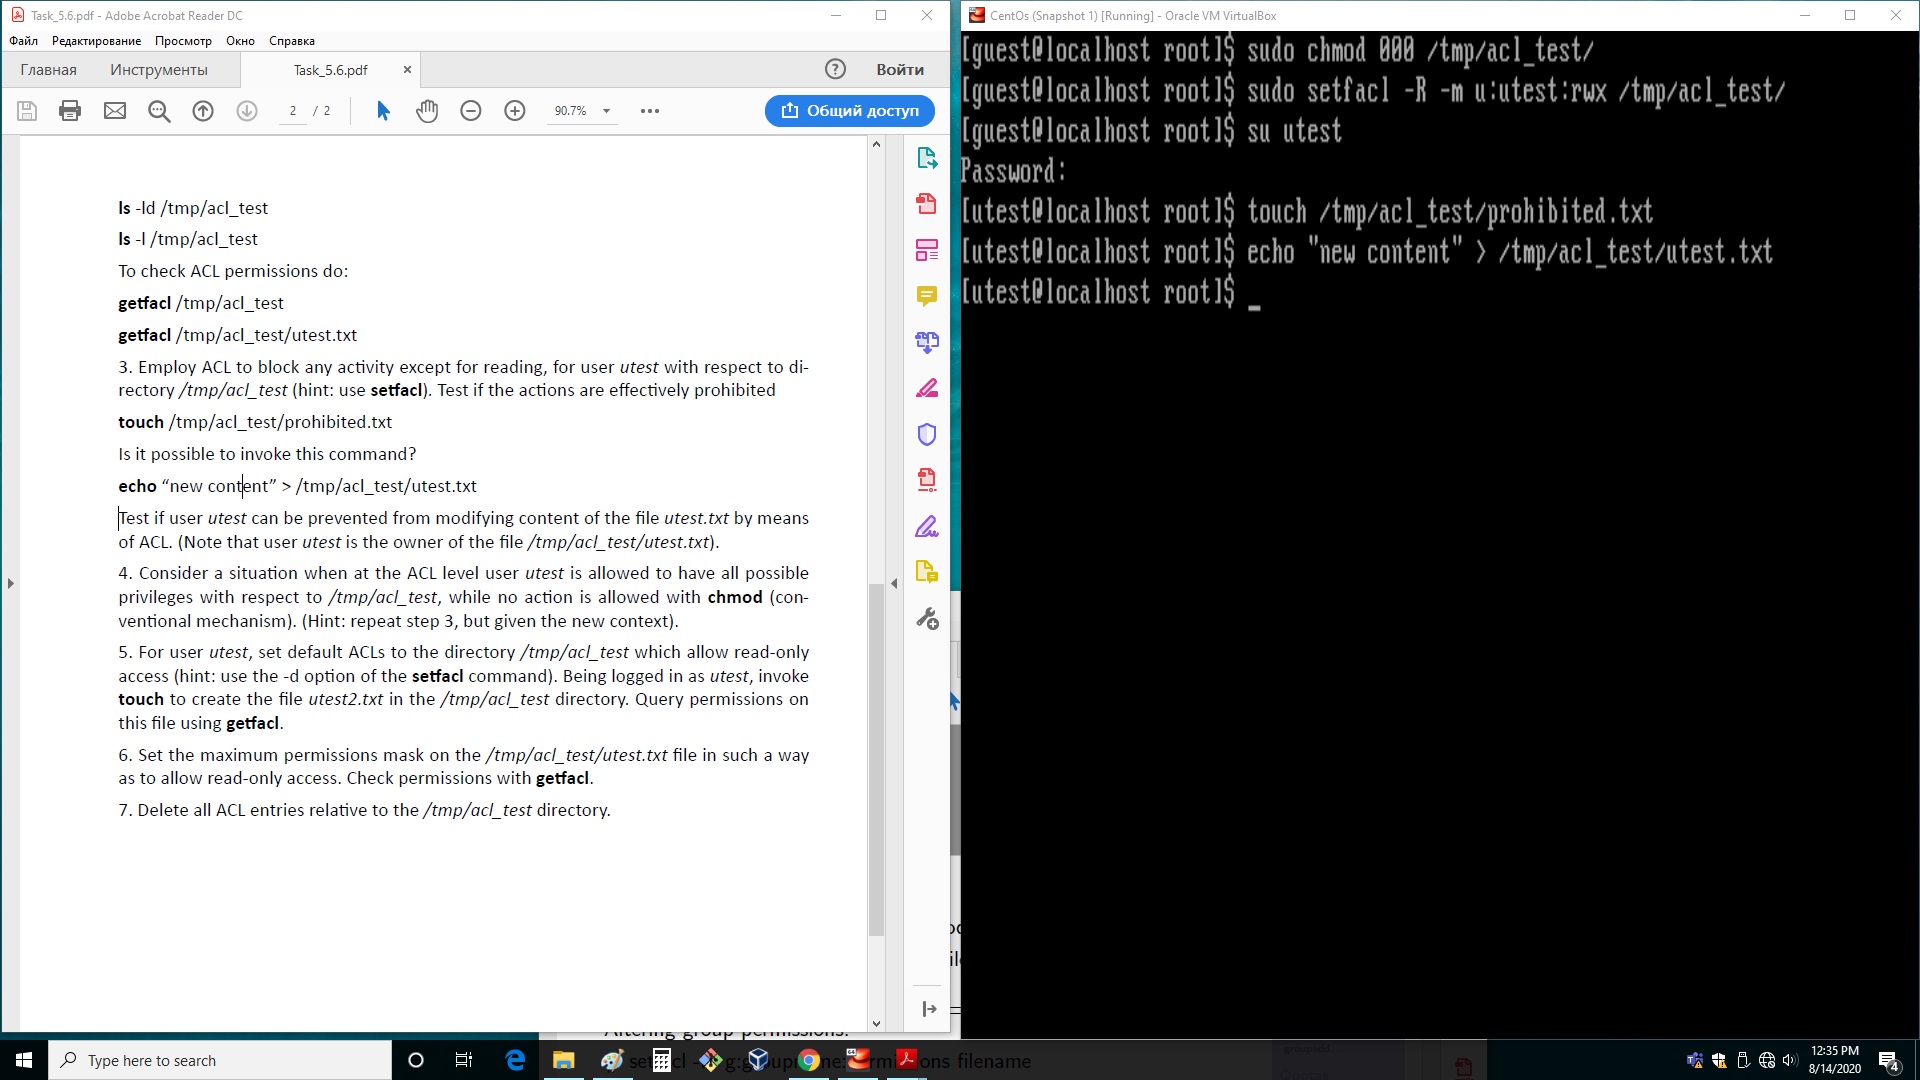 Task_5.6.pdf - Adobe Acrobat Reader DC
Файл Редактирование Просмотр Окно Справка
Главная Инструменты Task_5.6.pdf × ? Войти
2 / 2 90.7% Общий доступ
ls -ld /tmp/acl_test
ls -l /tmp/acl_test
To check ACL permissions do:
getfacl /tmp/acl_test
getfacl /tmp/acl_test/utest.txt
3. Employ ACL to block any activity except for reading, for user utest with respect to di-
rectory /tmp/acl_test (hint: use setfacl). Test if the actions are effectively prohibited
touch /tmp/acl_test/prohibited.txt
Is it possible to invoke this command?
echo “new content” > /tmp/acl_test/utest.txt
Test if user utest can be prevented from modifying content of the file utest.txt by means
of ACL. (Note that user utest is the owner of the file /tmp/acl_test/utest.txt).
4. Consider a situation when at the ACL level user utest is allowed to have all possible
privileges with respect to /tmp/acl_test, while no action is allowed with chmod (con-
ventional mechanism). (Hint: repeat step 3, but given the new context).
5. For user utest, set default ACLs to the directory /tmp/acl_test which allow read-only
access (hint: use the -d option of the setfacl command). Being logged in as utest, invoke
touch to create the file utest2.txt in the /tmp/acl_test directory. Query permissions on
this file using getfacl.
6. Set the maximum permissions mask on the /tmp/acl_test/utest.txt file in such a way
as to allow read-only access. Check permissions with getfacl.
7. Delete all ACL entries relative to the /tmp/acl_test directory.
CentOs (Snapshot 1) [Running] - Oracle VM VirtualBox
[guest@localhost root]$ sudo chmod 000 /tmp/acl_test/
[guest@localhost root]$ sudo setfacl -R -m u:utest:rwx /tmp/acl_test/
[guest@localhost root]$ su utest
Password:
[utest@localhost root]$ touch /tmp/acl_test/prohibited.txt
[utest@localhost root]$ echo "new content" > /tmp/acl_test/utest.txt
[utest@localhost root]$ _
Altering group permissions:
filename
Type here to search
12:35 PM
8/14/2020
4